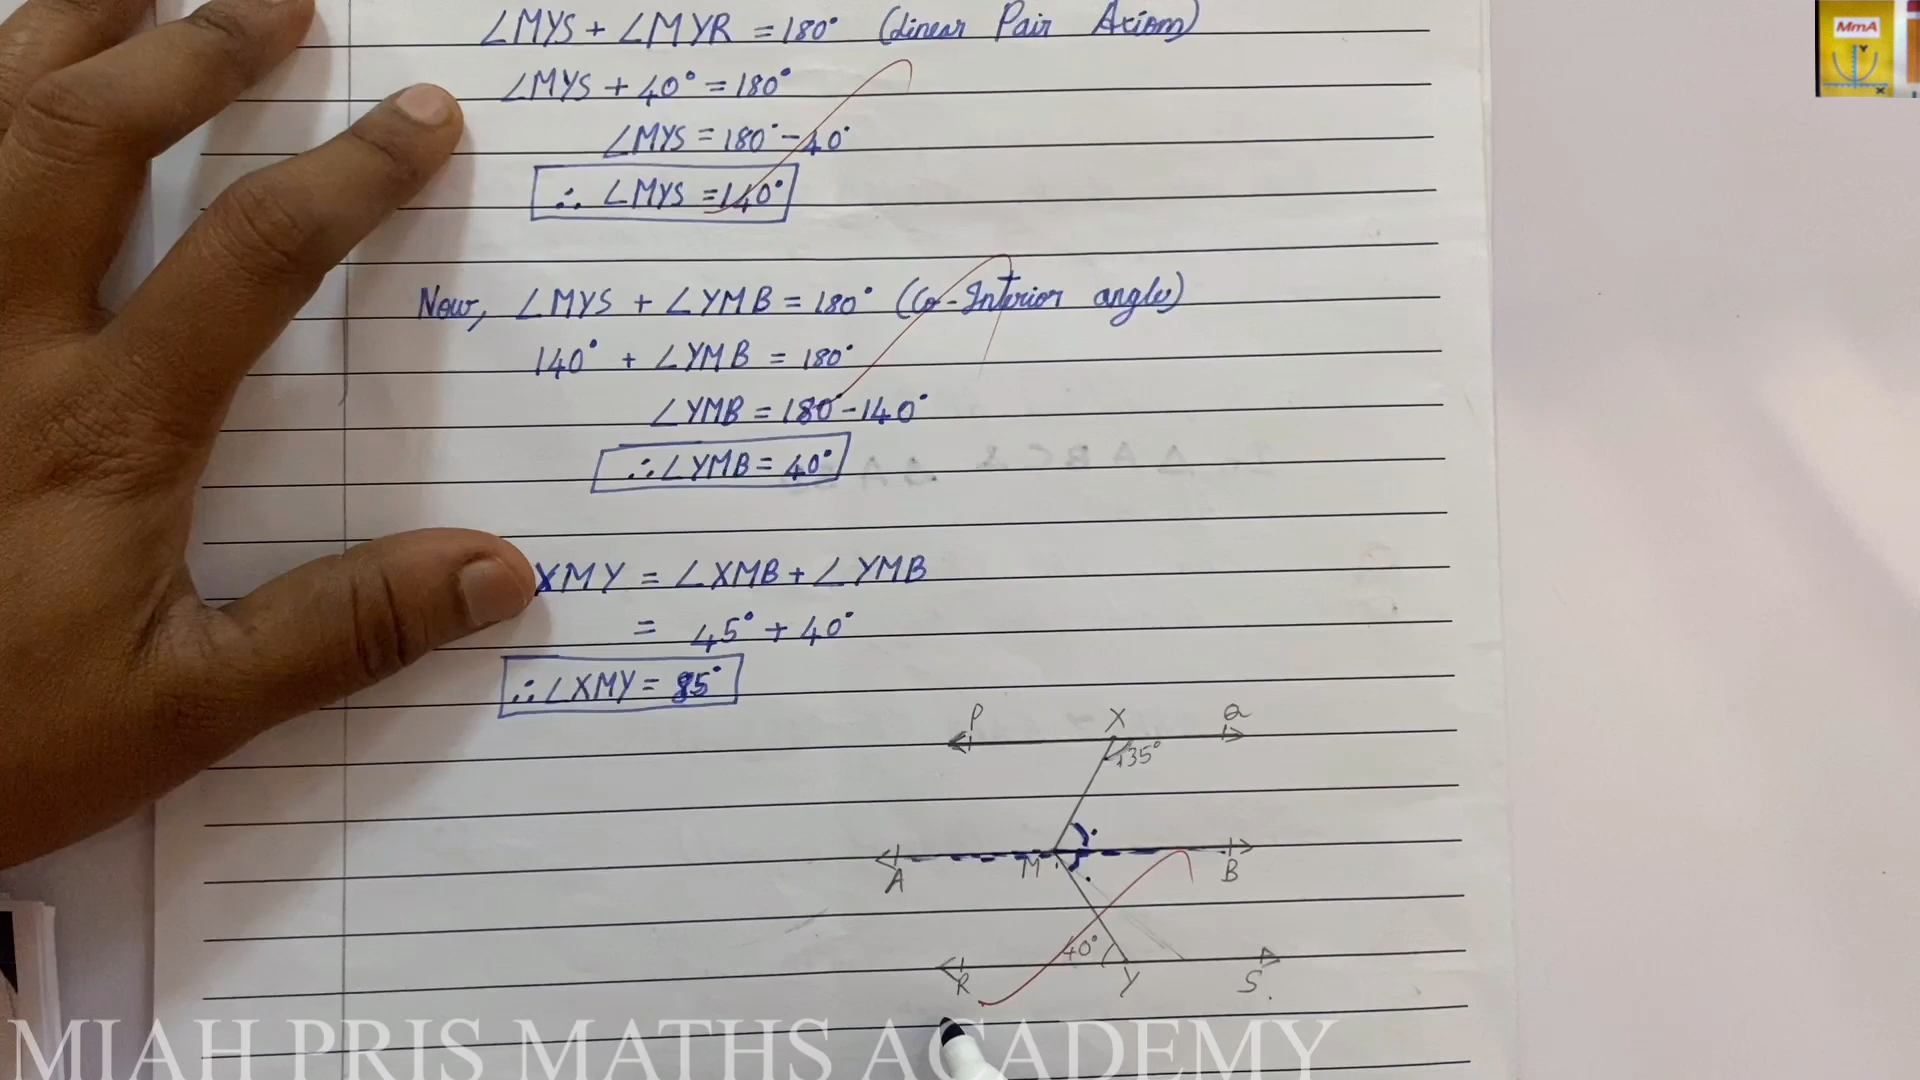 ∠MYS + ∠MYR = 180° (Linear Pair Axiom)
MmA
Y
X
∠MYS + 40° = 180°
∠MYS = 180° - 40°
∴ ∠MYS = 140°
Now, ∠MYS + ∠YMB = 180° (Co-Interior angle)
140° + ∠YMB = 180°
∠YMB = 180° - 140°
∴ ∠YMB = 40°
XMY = ∠XMB + ∠YMB
= 45° + 40°
∴ ∠XMY = 85°
P X Q
135°
A M B
40°
R Y S
MIAH PRIS MATHS ACADEMY